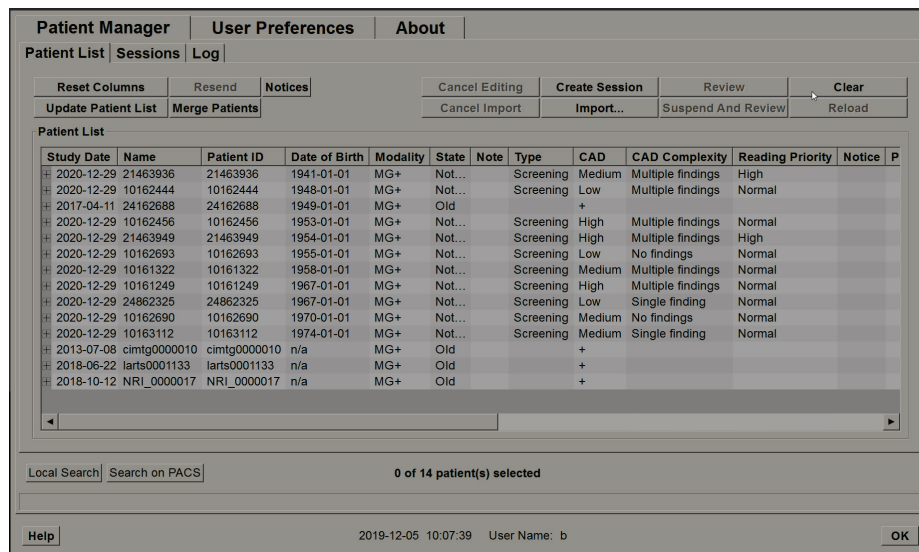 Patient Manager User Preferences About
Patient List Sessions Log
Reset Columns Resend Notices Cancel Editing Create Session Review Clear
Update Patient List Merge Patients Cancel Import Import... Suspend And Review Reload
Patient List
Study Date Name Patient ID Date of Birth Modality State Note Type CAD CAD Complexity Reading Priority Notice P
2020-12-29 21463936 21463936 1941-01-01 MG+ Not... Screening Medium Multiple findings High
2020-12-29 10162444 10162444 1948-01-01 MG+ Not... Screening Low Multiple findings Normal
2017-04-11 24162688 24162688 1949-01-01 MG+ Old +
2020-12-29 10162456 10162456 1953-01-01 MG+ Not... Screening High Multiple findings Normal
2020-12-29 21463949 21463949 1954-01-01 MG+ Not... Screening High Multiple findings High
2020-12-29 10162693 10162693 1955-01-01 MG+ Not... Screening Low No findings Normal
2020-12-29 10161322 10161322 1958-01-01 MG+ Not... Screening Medium Multiple findings Normal
2020-12-29 10161249 10161249 1967-01-01 MG+ Not... Screening High Multiple findings Normal
2020-12-29 24862325 24862325 1967-01-01 MG+ Not... Screening Low Single finding Normal
2020-12-29 10162690 10162690 1970-01-01 MG+ Not... Screening Medium No findings Normal
2020-12-29 10163112 10163112 1974-01-01 MG+ Not... Screening Medium Single finding Normal
2013-07-08 cimtg0000010 cimtg0000010 n/a MG+ Old +
2018-06-22 larts0001133 larts0001133 n/a MG+ Old +
2018-10-12 NRI_0000017 NRI_0000017 n/a MG+ Old +
Local Search Search on PACS 0 of 14 patient(s) selected
Help 2019-12-05 10:07:39 User Name: b OK